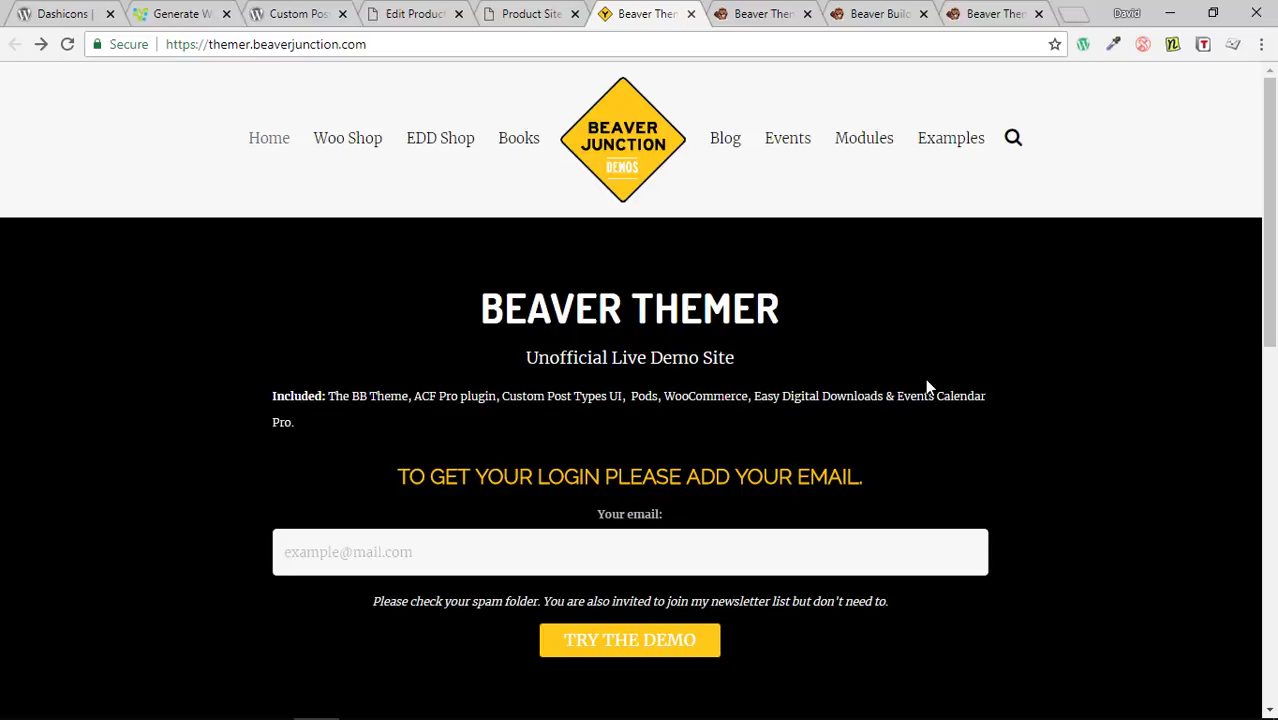 Dashicons |
Generate W
Custom Pos
Edit Product
Product Site
Beaver Then
Beaver Them
Beaver Build
Beaver Them
David
Secure
https://themer.beaverjunction.com
Home
Woo Shop
EDD Shop
Books
BEAVER
JUNCTION
DEMOS
Blog
Events
Modules
Examples
BEAVER THEMER
Unofficial Live Demo Site
Included: The BB Theme, ACF Pro plugin, Custom Post Types UI, Pods, WooCommerce, Easy Digital Downloads & Events Calendar
Pro.
TO GET YOUR LOGIN PLEASE ADD YOUR EMAIL.
Your email:
example@mail.com
Please check your spam folder. You are also invited to join my newsletter list but don't need to.
TRY THE DEMO